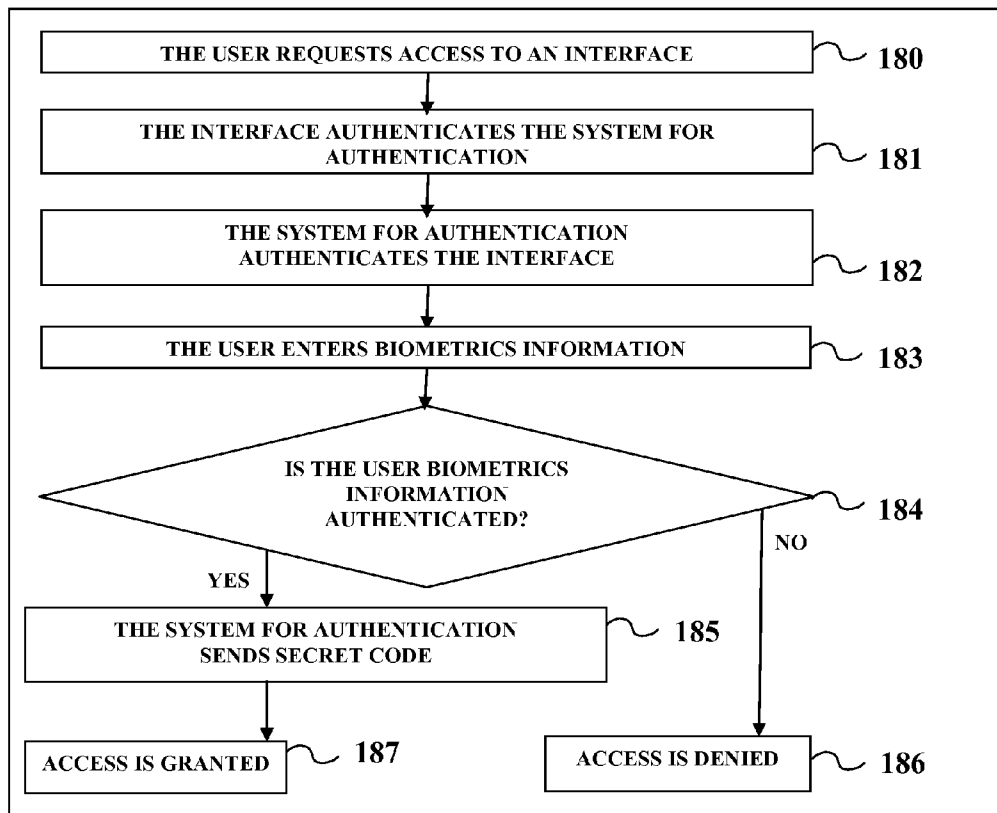 THE USER REQUESTS ACCESS TO AN INTERFACE
180
THE INTERFACE AUTHENTICATES THE SYSTEM FOR
AUTHENTICATION
181
THE SYSTEM FOR AUTHENTICATION
AUTHENTICATES THE INTERFACE
182
THE USER ENTERS BIOMETRICS INFORMATION
183
IS THE USER BIOMETRICS
INFORMATION
AUTHENTICATED?
184
YES
NO
THE SYSTEM FOR AUTHENTICATION
SENDS SECRET CODE
185
ACCESS IS GRANTED
187
ACCESS IS DENIED
186